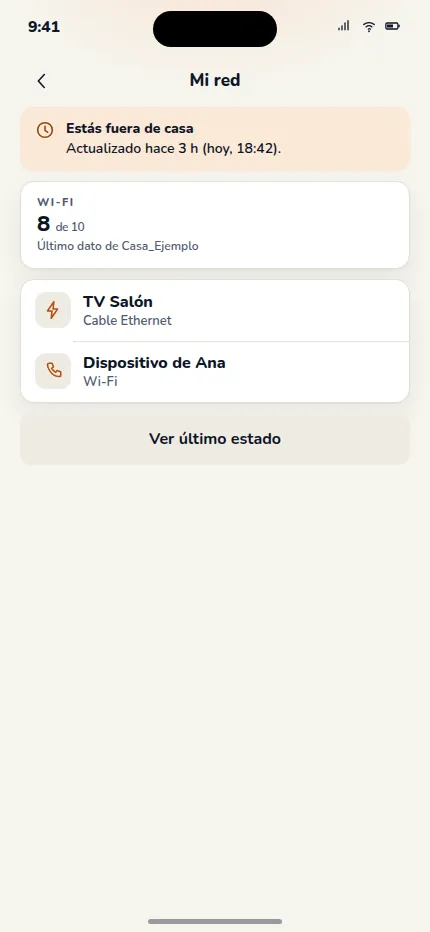 9:41
Mi red
Estás fuera de casa
Actualizado hace 3 h (hoy, 18:42).
WI-FI
8 de 10
Último dato de Casa_Ejemplo
TV Salón
Cable Ethernet
Dispositivo de Ana
Wi-Fi
Ver último estado